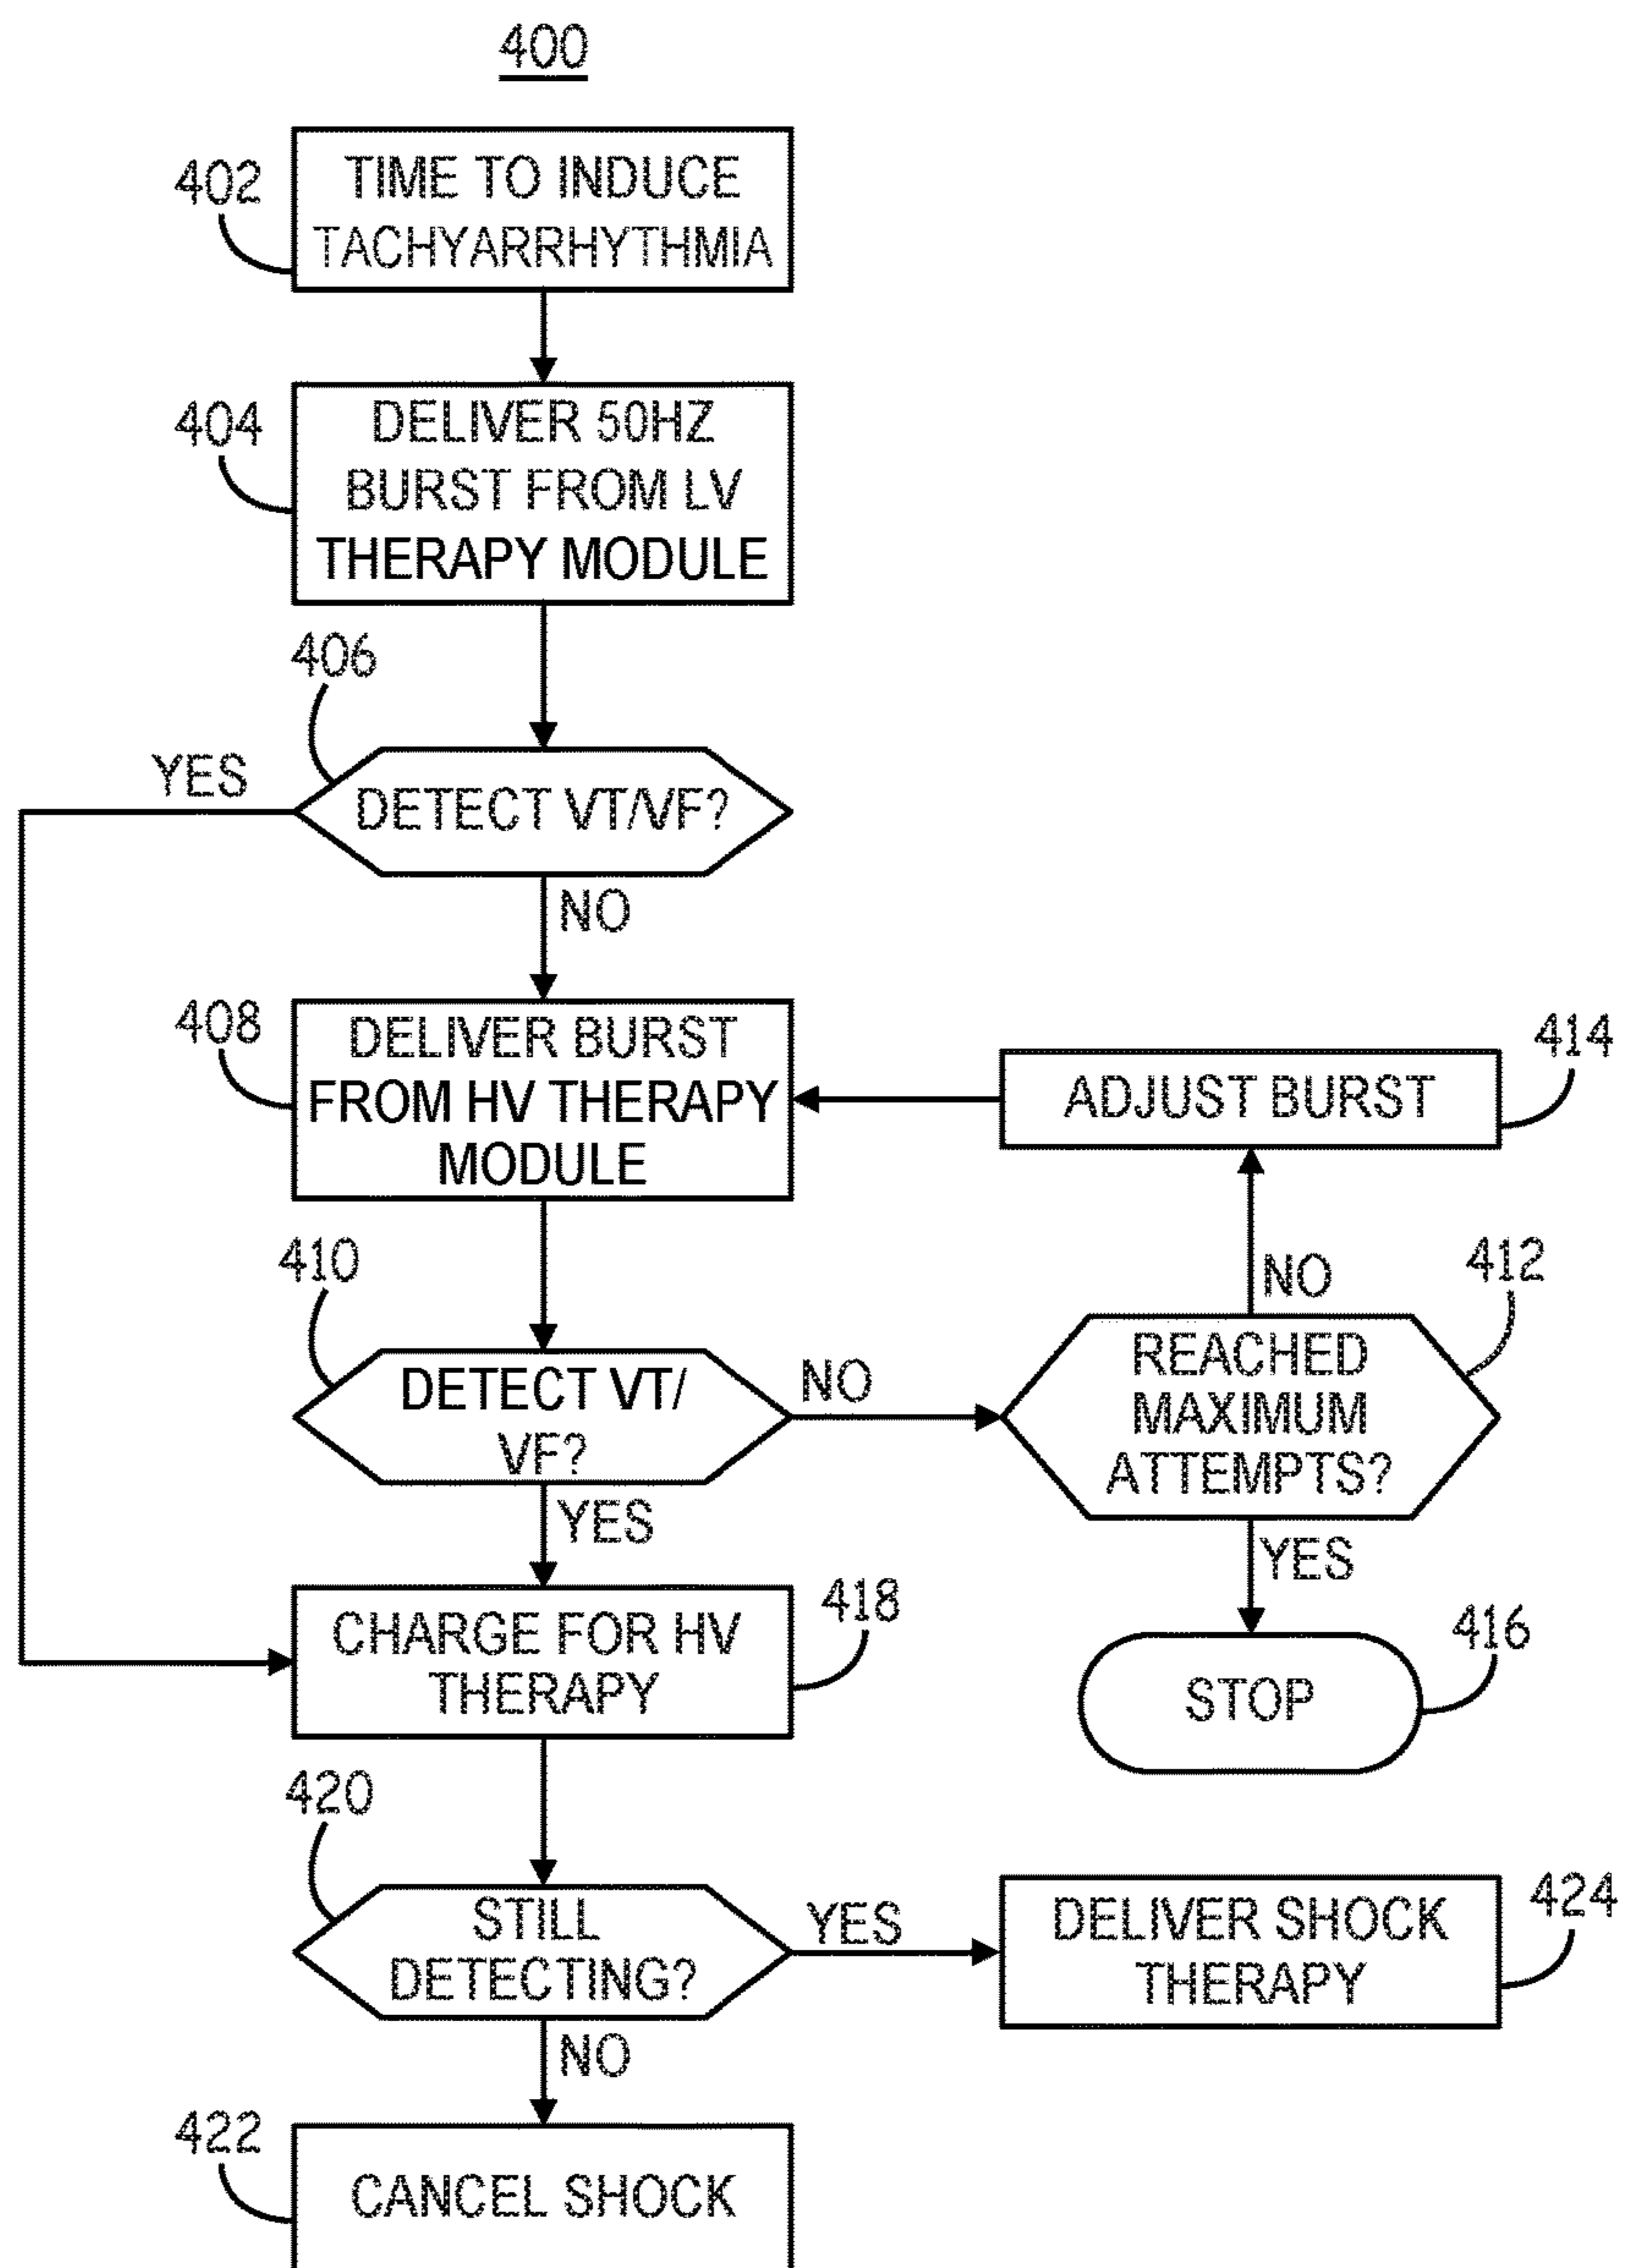 400
402
TIME TO INDUCE
TACHYARRHYTHMIA
404
DELIVER 50HZ
BURST FROM LV
THERAPY MODULE
406
YES
DETECT VT/VF?
NO
408
DELIVER BURST
FROM HV THERAPY
MODULE
414
ADJUST BURST
410
DETECT VT/
VF?
NO
412
NO
REACHED
MAXIMUM
ATTEMPTS?
YES
YES
418
CHARGE FOR HV
THERAPY
416
STOP
420
STILL
DETECTING?
YES
424
DELIVER SHOCK
THERAPY
NO
422
CANCEL SHOCK